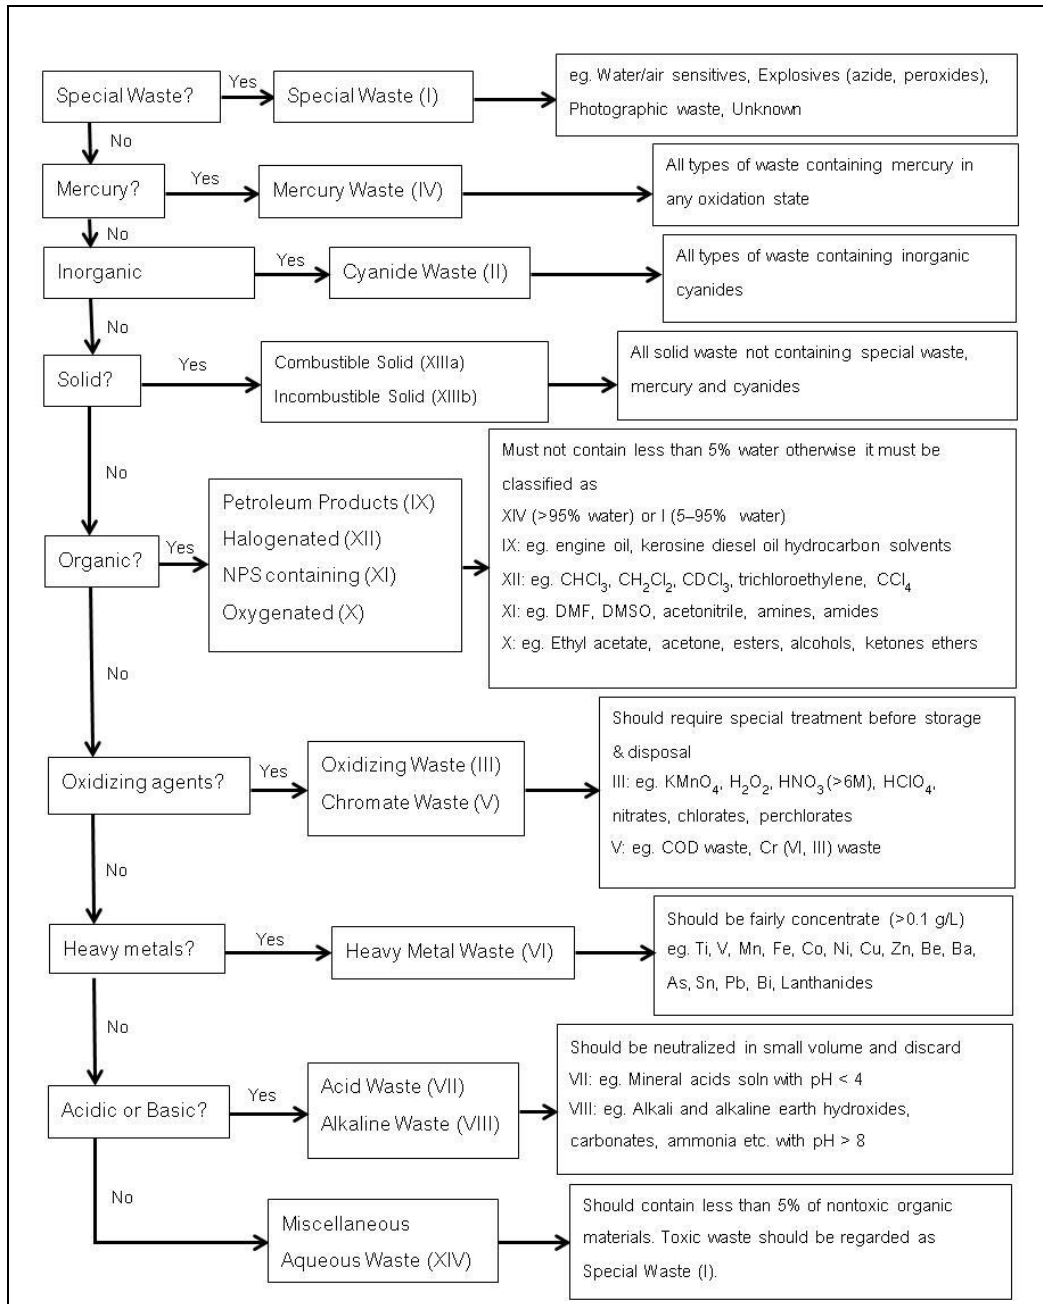 Special Waste?
Yes
Special Waste (I)
eg. Water/air sensitives, Explosives (azide, peroxides),
Photographic waste, Unknown
No
Mercury?
Yes
Mercury Waste (IV)
All types of waste containing mercury in
any oxidation state
No
Inorganic
Yes
Cyanide Waste (II)
All types of waste containing inorganic
cyanides
No
Solid?
Yes
Combustible Solid (XIIIa)
Incombustible Solid (XIIIb)
All solid waste not containing special waste,
mercury and cyanides
No
Organic?
Yes
Petroleum Products (IX)
Halogenated (XII)
NPS containing (XI)
Oxygenated (X)
Must not contain less than 5% water otherwise it must be
classified as
XIV (>95% water) or I (5–95% water)
IX: eg. engine oil, kerosine diesel oil hydrocarbon solvents
XII: eg. CHCl3, CH2Cl2, CDCl3, trichloroethylene, CCl4
XI: eg. DMF, DMSO, acetonitrile, amines, amides
X: eg. Ethyl acetate, acetone, esters, alcohols, ketones ethers
No
Oxidizing agents?
Yes
Oxidizing Waste (III)
Chromate Waste (V)
Should require special treatment before storage
& disposal
III: eg. KMnO4, H2O2, HNO3 (>6M), HClO4,
nitrates, chlorates, perchlorates
V: eg. COD waste, Cr (VI, III) waste
No
Heavy metals?
Yes
Heavy Metal Waste (VI)
Should be fairly concentrate (>0.1 g/L)
eg. Ti, V, Mn, Fe, Co, Ni, Cu, Zn, Be, Ba,
As, Sn, Pb, Bi, Lanthanides
No
Acidic or Basic?
Yes
Acid Waste (VII)
Alkaline Waste (VIII)
Should be neutralized in small volume and discard
VII: eg. Mineral acids soln with pH < 4
VIII: eg. Alkali and alkaline earth hydroxides,
carbonates, ammonia etc. with pH > 8
No
Miscellaneous
Aqueous Waste (XIV)
Should contain less than 5% of nontoxic organic
materials. Toxic waste should be regarded as
Special Waste (I).